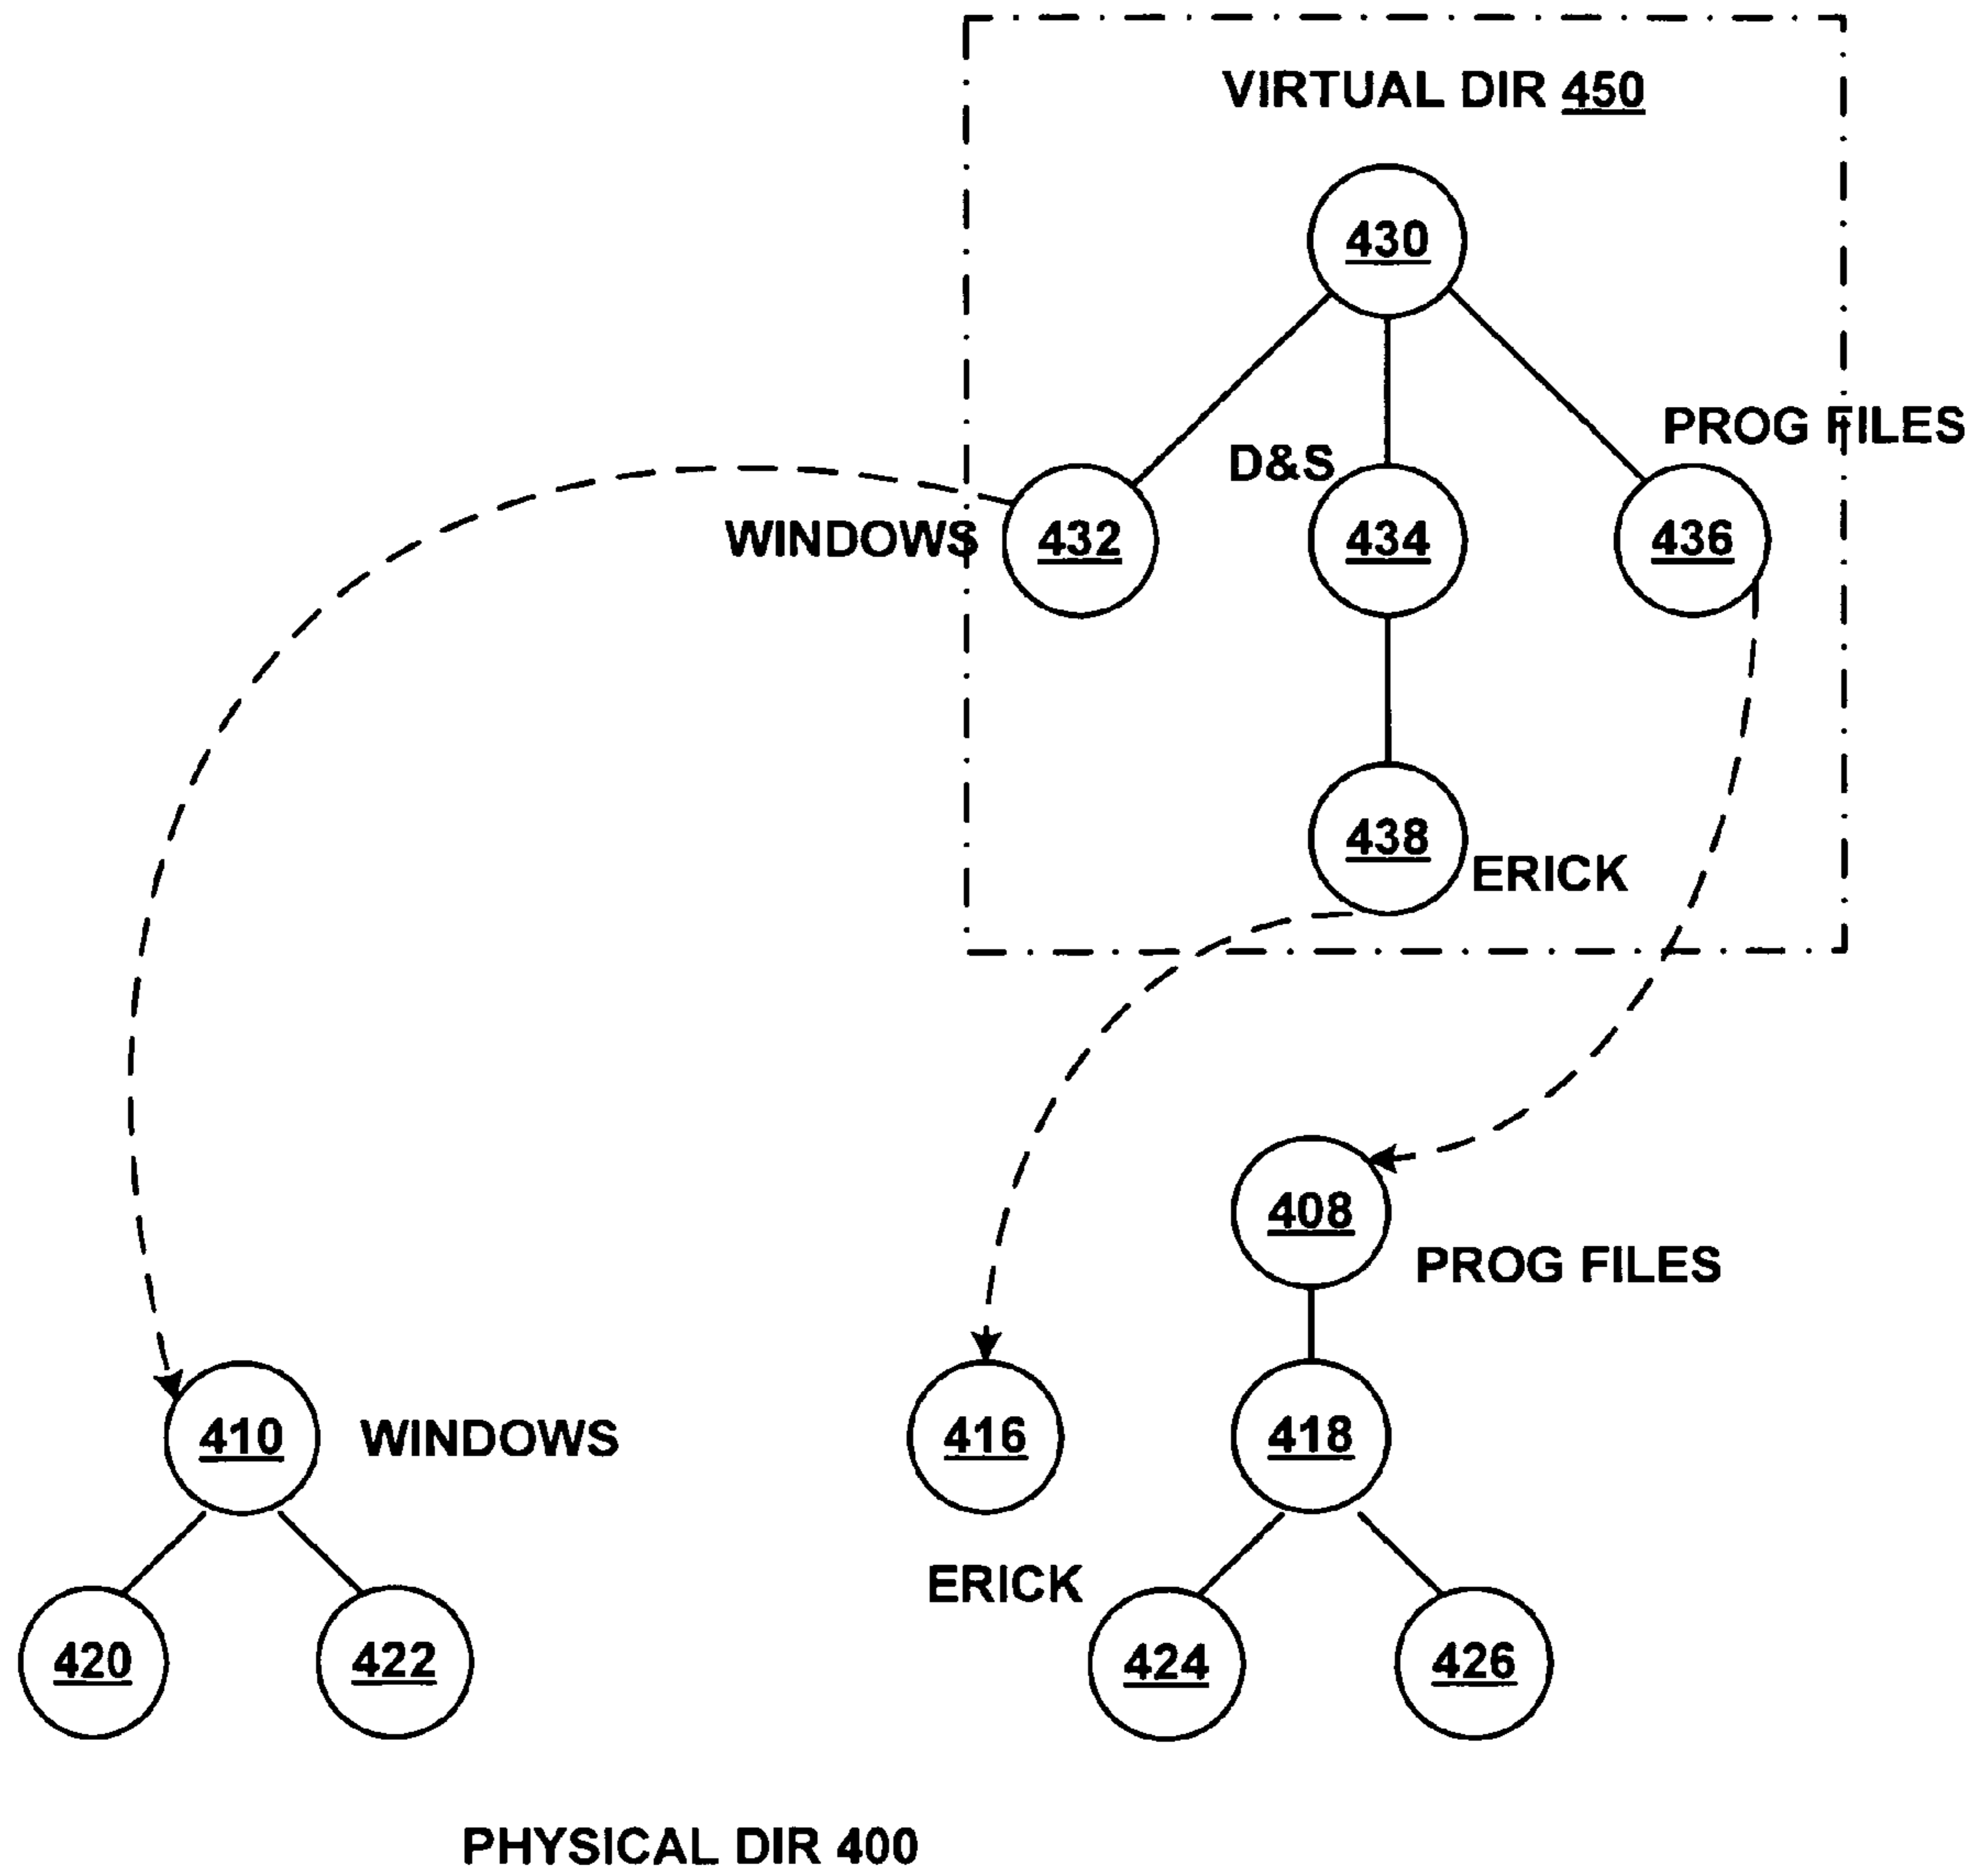 VIRTUAL DIR 450
430
PROG FILES
D&S
WINDOWS
432
434
436
438
ERICK
408
PROG FILES
410
WINDOWS
416
418
ERICK
420
422
424
426
PHYSICAL DIR 400